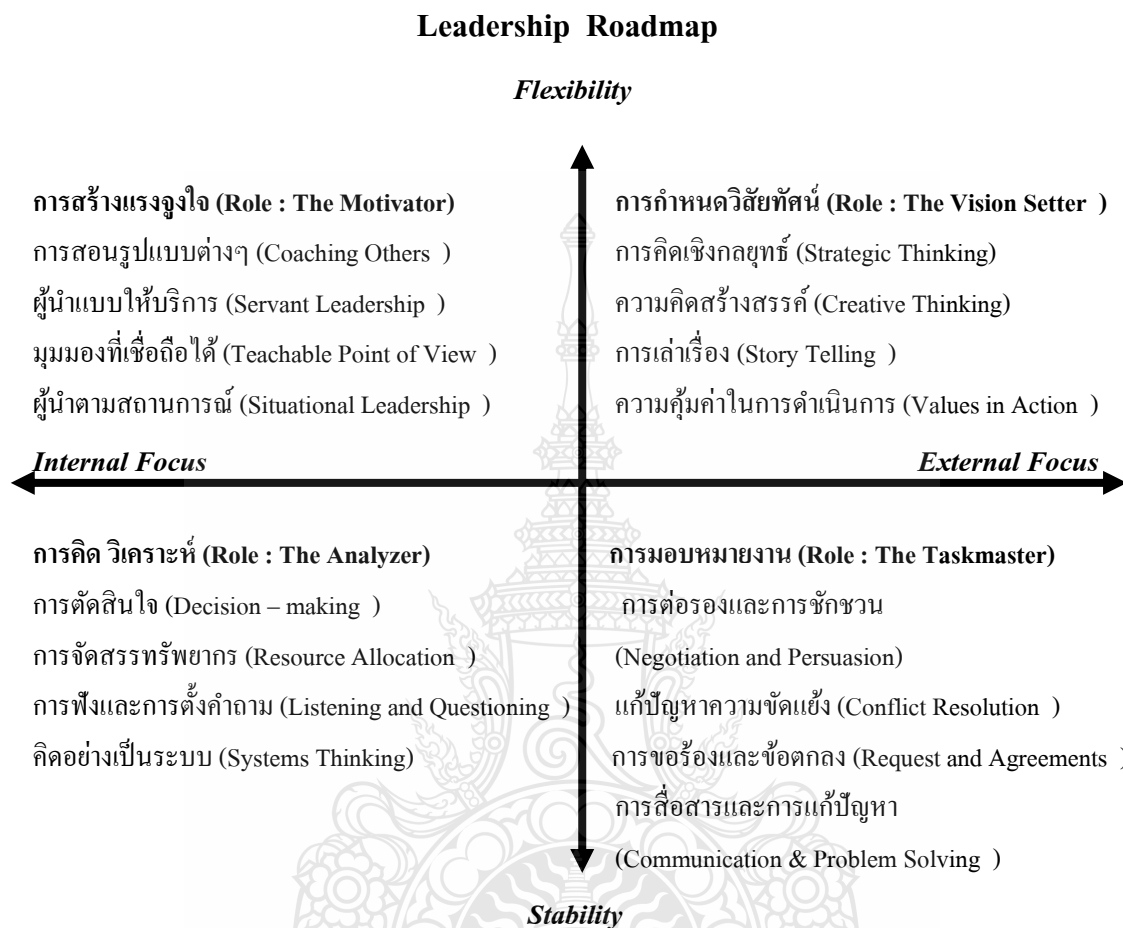 Leadership Roadmap
Flexibility
การสร้างแรงจูงใจ (Role : The Motivator)
การสอนรูปแบบต่างๆ (Coaching Others )
ผู้นำแบบให้บริการ (Servant Leadership )
มุมมองที่เชื่อถือได้ (Teachable Point of View )
ผู้นำตามสถานการณ์ (Situational Leadership )
การกำหนดวิสัยทัศน์ (Role : The Vision Setter )
การคิดเชิงกลยุทธ์ (Strategic Thinking)
ความคิดสร้างสรรค์ (Creative Thinking)
การเล่าเรื่อง (Story Telling )
ความคุ้มค่าในการดำเนินการ (Values in Action )
Internal Focus
External Focus
การคิด วิเคราะห์ (Role : The Analyzer)
การตัดสินใจ (Decision – making )
การจัดสรรทรัพยากร (Resource Allocation )
การฟังและการตั้งคำถาม (Listening and Questioning )
คิดอย่างเป็นระบบ (Systems Thinking)
การมอบหมายงาน (Role : The Taskmaster)
การต่อรองและการชักชวน
(Negotiation and Persuasion)
แก้ปัญหาความขัดแย้ง (Conflict Resolution )
การขอร้องและข้อตกลง (Request and Agreements )
การสื่อสารและการแก้ปัญหา
(Communication & Problem Solving )
Stability